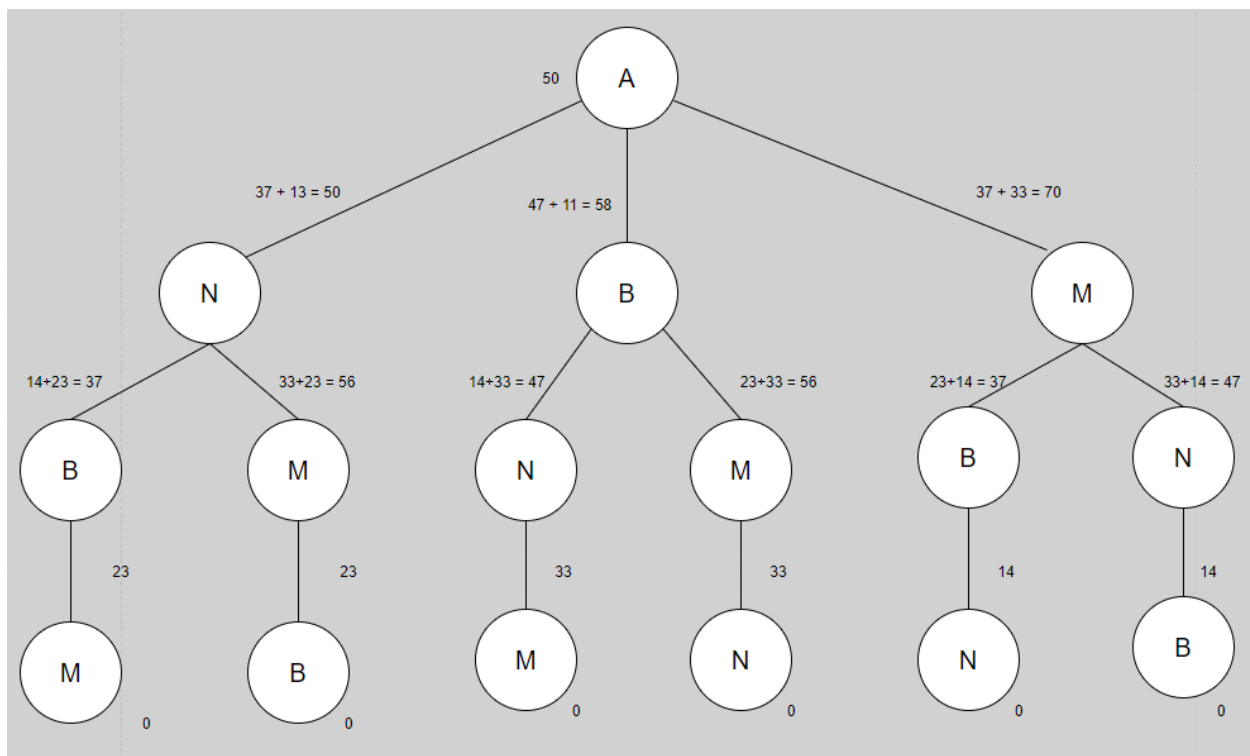 50
A
37 + 13 = 50
47 + 11 = 58
37 + 33 = 70
N
B
M
14+23 = 37
33+23 = 56
14+33 = 47
23+33 = 56
23+14 = 37
33+14 = 47
B
M
N
M
B
N
23
23
33
33
14
14
M
B
M
N
N
B
0
0
0
0
0
0